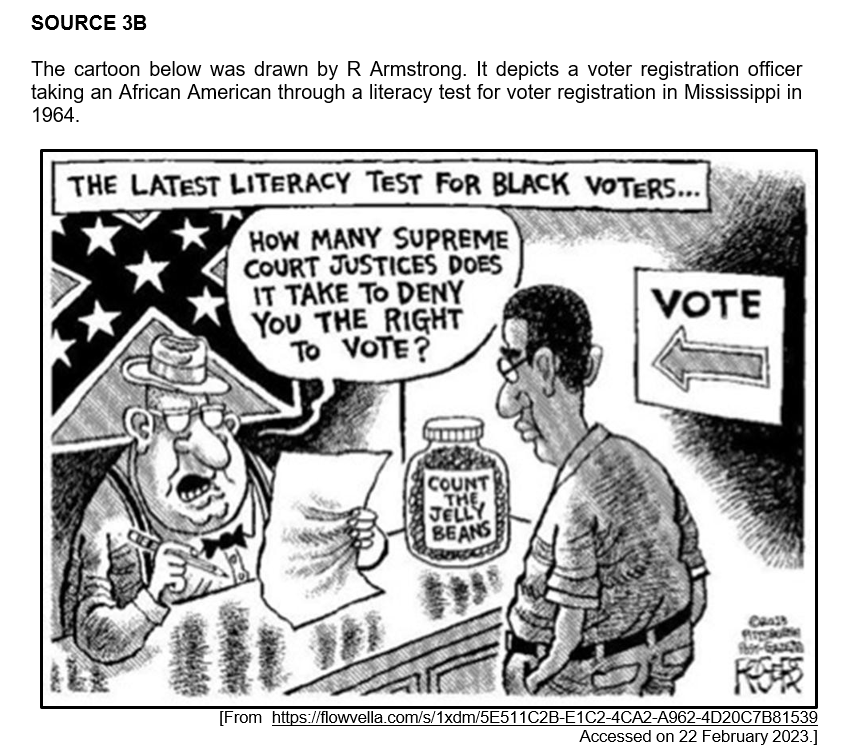 SOURCE 3B
The cartoon below was drawn by R Armstrong. It depicts a voter registration officer
taking an African American through a literacy test for voter registration in Mississippi in
1964.
THE LATEST LITERACY TEST FOR BLACK VOTERS...
HOW MANY SUPREME
COURT JUSTICES DOES
IT TAKE TO DENY
YOU THE RIGHT
TO VOTE?
VOTE
COUNT
THE
JELLY
BEANS
PITTSBURGH
POST-GAZETTE
ROGERS
[From https://flowvella.com/s/1xdm/5E511C2B-E1C2-4CA2-A962-4D20C7B81539
Accessed on 22 February 2023.]